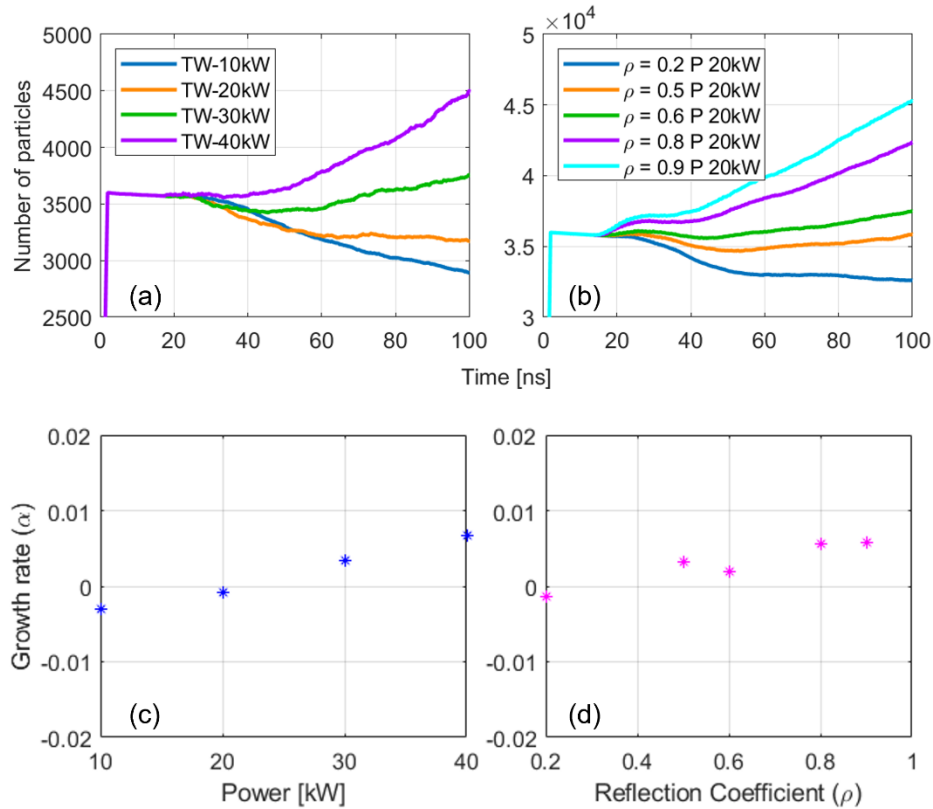 Number of particles
5000
4500
4000
3500
3000
2500
TW-10kW
TW-20kW
TW-30kW
TW-40kW
(a)
0 20 40 60 80 100
×10⁴
5
4.5
4
3.5
3
ρ = 0.2 P 20kW
ρ = 0.5 P 20kW
ρ = 0.6 P 20kW
ρ = 0.8 P 20kW
ρ = 0.9 P 20kW
(b)
0 20 40 60 80 100
Time [ns]
Growth rate (α)
0.02
0.01
0
-0.01
-0.02
(c)
10 20 30 40
Power [kW]
0.02
0.01
0
-0.01
-0.02
(d)
0.2 0.4 0.6 0.8 1
Reflection Coefficient (ρ)